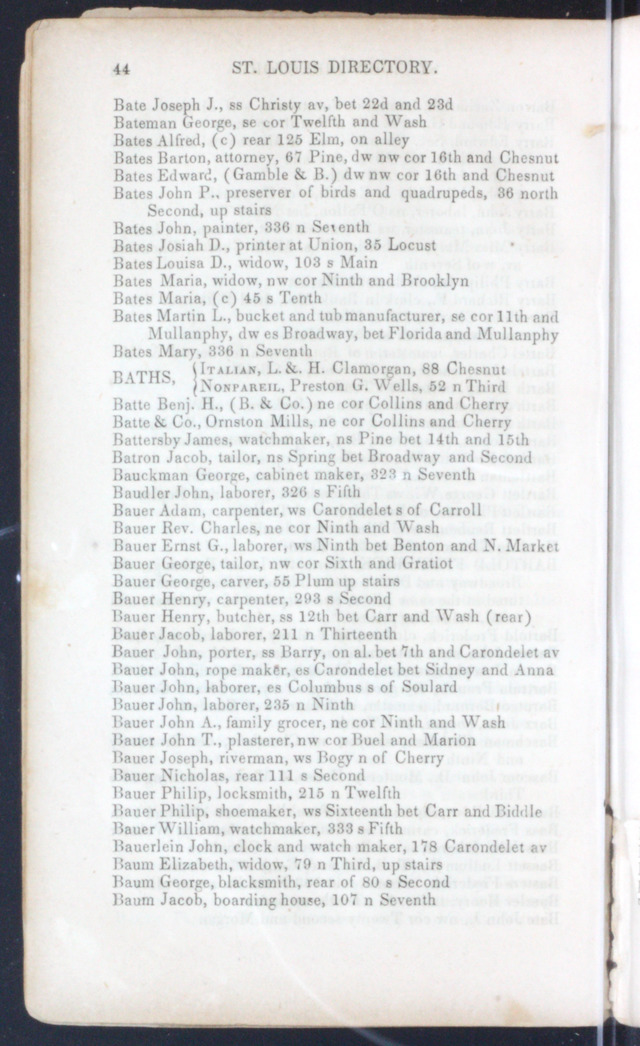 44 ST. LOUIS DIRECTORY.
Bate Joseph J., ss Christy av, bet 22d and 23d
Bateman George, se cor Twelfth and Wash
Bates Alfred, (c) rear 125 Elm, on alley
Bates Barton, attorney, 67 Pine, dw nw cor 16th and Chesnut
Bates Edward, (Gamble & B.) dw nw cor 16th and Chesnut
Bates John P., preserver of birds and quadrupeds, 36 north
Second, up stairs
Bates John, painter, 336 n Seventh
Bates Josiah D., printer at Union, 35 Locust
Bates Louisa D., widow, 103 s Main
Bates Maria, widow, nw cor Ninth and Brooklyn
Bates Maria, (c) 45 s Tenth
Bates Martin L., bucket and tub manufacturer, se cor 11th and
Mullanphy, dw es Broadway, bet Florida and Mullanphy
Bates Mary, 336 n Seventh
BATHS, { ITALIAN, L. &. H. Clamorgan, 88 Chesnut
NONPAREIL, Preston G. Wells, 52 n Third
Batte Benj. H., (B. & Co.) ne cor Collins and Cherry
Batte & Co., Ornston Mills, ne cor Collins and Cherry
Battersby James, watchmaker, ns Pine bet 14th and 15th
Batron Jacob, tailor, ns Spring bet Broadway and Second
Bauckman George, cabinet maker, 323 n Seventh
Baudler John, laborer, 326 s Fifth
Bauer Adam, carpenter, ws Carondelet s of Carroll
Bauer Rev. Charles, ne cor Ninth and Wash
Bauer Ernst G., laborer, ws Ninth bet Benton and N. Market
Bauer George, tailor, nw cor Sixth and Gratiot
Bauer George, carver, 55 Plum up stairs
Bauer Henry, carpenter, 293 s Second
Bauer Henry, butcher, ss 12th bet Carr and Wash (rear)
Bauer Jacob, laborer, 211 n Thirteenth
Bauer John, porter, ss Barry, on al. bet 7th and Carondelet av
Bauer John, rope maker, es Carondelet bet Sidney and Anna
Bauer John, laborer, es Columbus s of Soulard
Bauer John, laborer, 235 n Ninth
Bauer John A., family grocer, ne cor Ninth and Wash
Bauer John T., plasterer, nw cor Buel and Marion
Bauer Joseph, riverman, ws Bogy n of Cherry
Bauer Nicholas, rear 111 s Second
Bauer Philip, locksmith, 215 n Twelfth
Bauer Philip, shoemaker, ws Sixteenth bet Carr and Biddle
Bauer William, watchmaker, 333 s Fifth
Bauerlein John, clock and watch maker, 178 Carondelet av
Baum Elizabeth, widow, 79 n Third, up stairs
Baum George, blacksmith, rear of 80 s Second
Baum Jacob, boarding house, 107 n Seventh